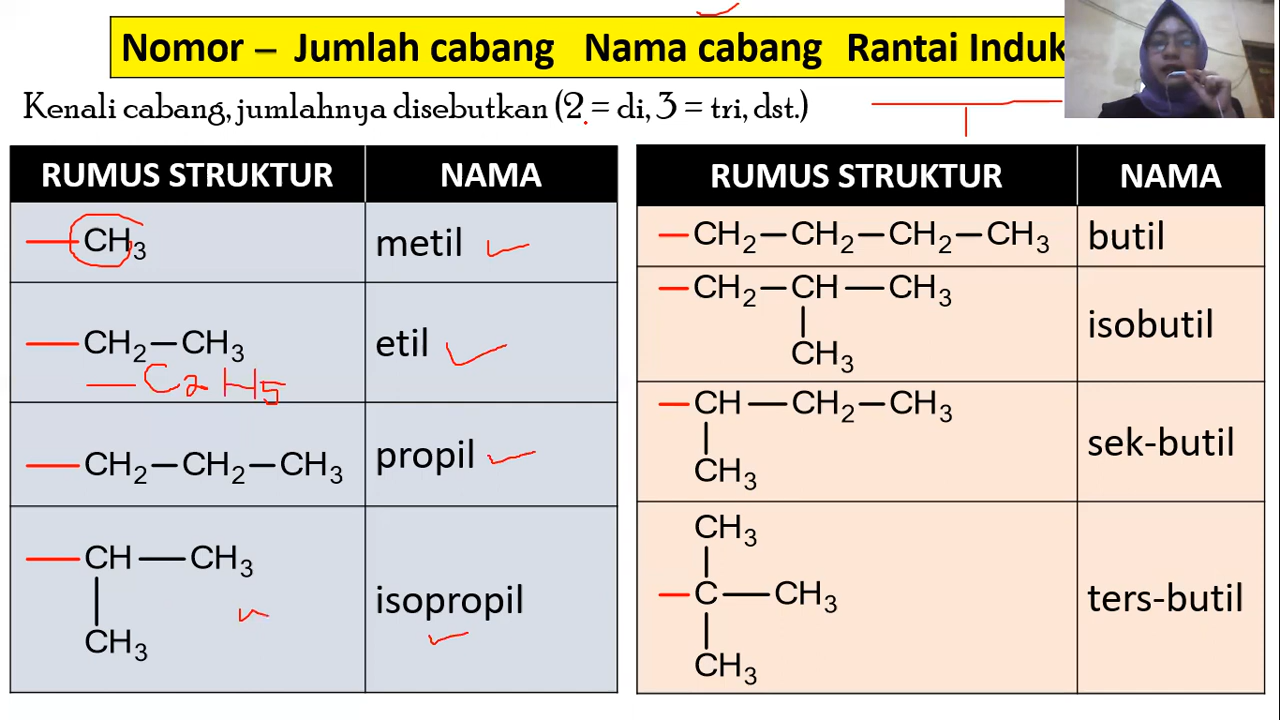 Nomor – Jumlah cabang Nama cabang Rantai Induk
Kenali cabang, jumlahnya disebutkan (2 = di, 3 = tri, dst.)
RUMUS STRUKTUR NAMA
—CH₃ metil
—CH₂—CH₃ etil
—C₂H₅
—CH₂—CH₂—CH₃ propil
—CH—CH₃
isopropil
CH₃
RUMUS STRUKTUR NAMA
—CH₂—CH₂—CH₂—CH₃ butil
—CH₂—CH—CH₃
isobutil
CH₃
—CH—CH₂—CH₃
sek-butil
CH₃
CH₃
—C—CH₃ ters-butil
CH₃